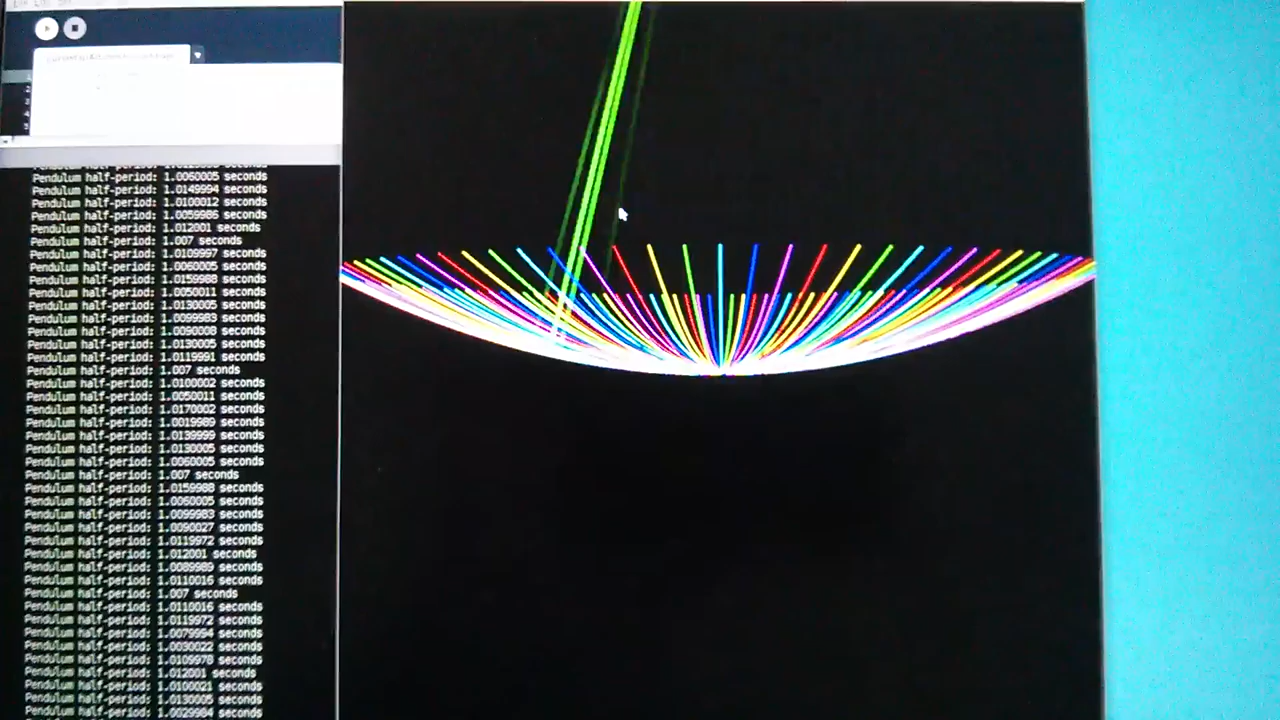 Pendulum half-period: 1.0060005 seconds
Pendulum half-period: 1.0149994 seconds
Pendulum half-period: 1.0100012 seconds
Pendulum half-period: 1.0059986 seconds
Pendulum half-period: 1.012001 seconds
Pendulum half-period: 1.007 seconds
Pendulum half-period: 1.0109997 seconds
Pendulum half-period: 1.0060005 seconds
Pendulum half-period: 1.0159988 seconds
Pendulum half-period: 1.0050011 seconds
Pendulum half-period: 1.0130005 seconds
Pendulum half-period: 1.0099983 seconds
Pendulum half-period: 1.0090008 seconds
Pendulum half-period: 1.0130005 seconds
Pendulum half-period: 1.0119991 seconds
Pendulum half-period: 1.007 seconds
Pendulum half-period: 1.0100002 seconds
Pendulum half-period: 1.0050011 seconds
Pendulum half-period: 1.0170002 seconds
Pendulum half-period: 1.0019989 seconds
Pendulum half-period: 1.0139999 seconds
Pendulum half-period: 1.0130005 seconds
Pendulum half-period: 1.0060005 seconds
Pendulum half-period: 1.007 seconds
Pendulum half-period: 1.0159988 seconds
Pendulum half-period: 1.0060005 seconds
Pendulum half-period: 1.0099983 seconds
Pendulum half-period: 1.0090027 seconds
Pendulum half-period: 1.0119972 seconds
Pendulum half-period: 1.012001 seconds
Pendulum half-period: 1.0089989 seconds
Pendulum half-period: 1.0110016 seconds
Pendulum half-period: 1.007 seconds
Pendulum half-period: 1.0110016 seconds
Pendulum half-period: 1.0119972 seconds
Pendulum half-period: 1.0079994 seconds
Pendulum half-period: 1.0030022 seconds
Pendulum half-period: 1.0109978 seconds
Pendulum half-period: 1.012001 seconds
Pendulum half-period: 1.0100021 seconds
Pendulum half-period: 1.0130005 seconds
Pendulum half-period: 1.0029984 seconds